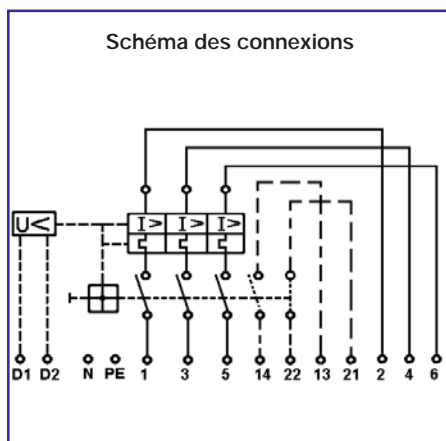 Schéma des connexions
I> I> I>
U<
D1 D2 N PE 1 3 5 14 22 13 21 2 4 6